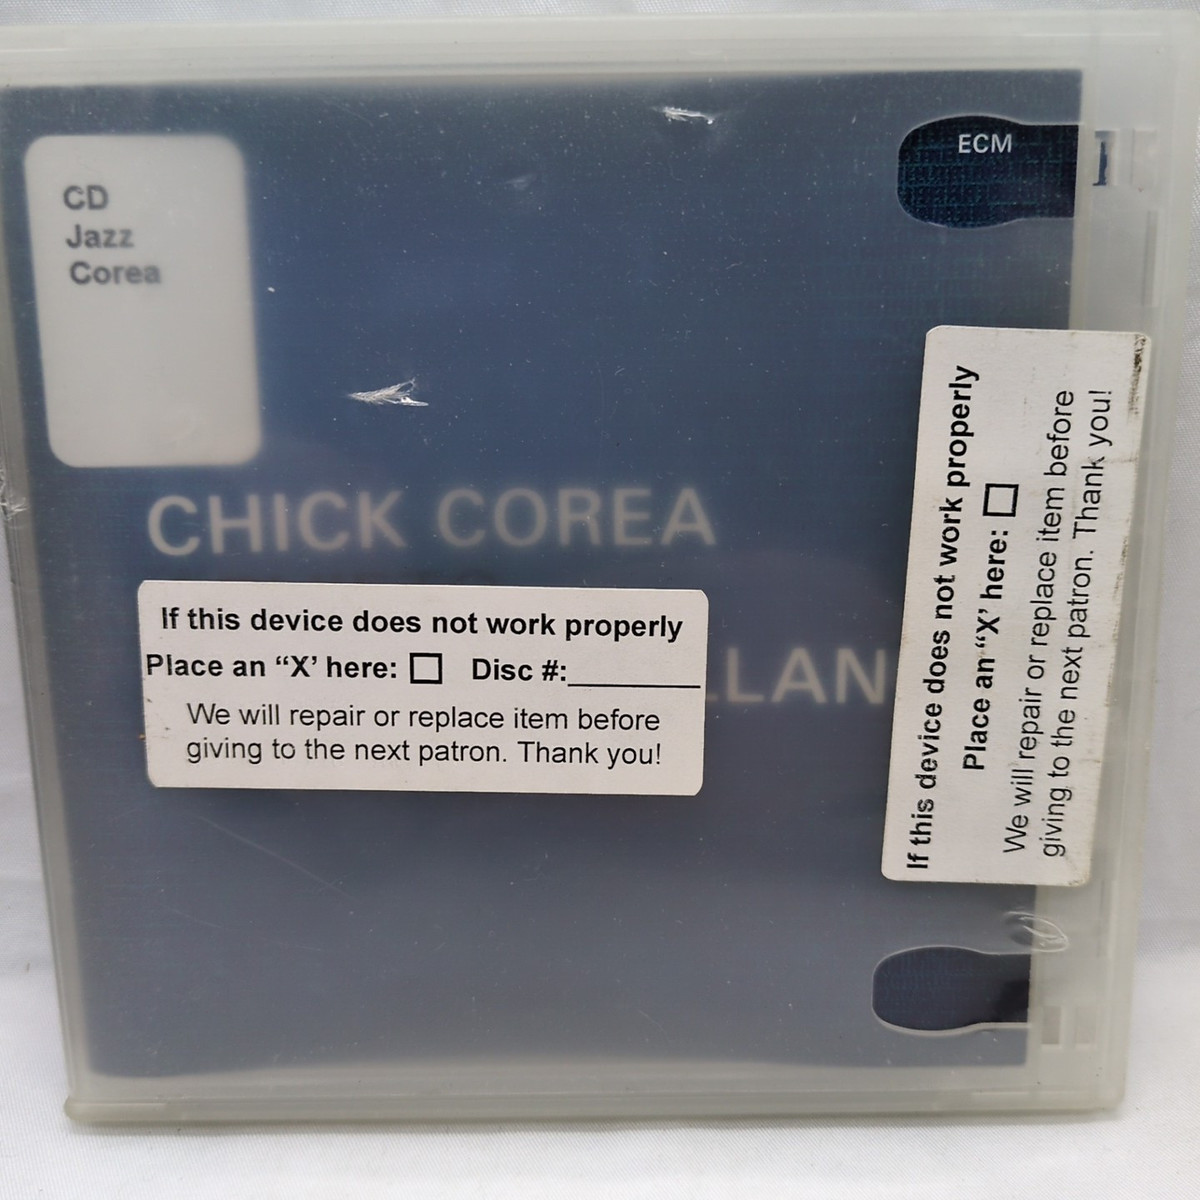 CD
Jazz
Corea
ECM
CHICK COREA
If this device does not work properly
Place an “X’ here: Disc #:
We will repair or replace item before
giving to the next patron. Thank you!
If this device does not work properly
Place an “X’ here:
We will repair or replace item before
giving to the next patron. Thank you!